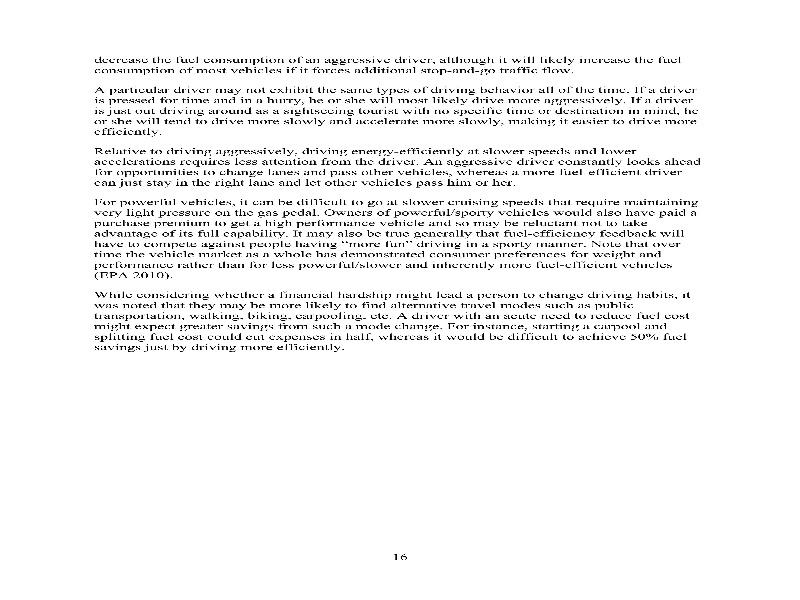 decrease the fuel consumption of an aggressive driver, although it will likely increase the fuel
consumption of most vehicles if it forces additional stop-and-go traffic flow.
A particular driver may not exhibit the same types of driving behavior all of the time. If a driver
is pressed for time and in a hurry, he or she will most likely drive more aggressively. If a driver
is just out driving around as a sightseeing tourist with no specific time or destination in mind, he
or she will tend to drive more slowly and accelerate more slowly, making it easier to drive more
efficiently.
Relative to driving aggressively, driving energy-efficiently at slower speeds and lower
accelerations requires less attention from the driver. An aggressive driver constantly looks ahead
for opportunities to change lanes and pass other vehicles, whereas a more fuel-efficient driver
can just stay in the right lane and let other vehicles pass him or her.
For powerful vehicles, it can be difficult to go at slower cruising speeds that require maintaining
very light pressure on the gas pedal. Owners of powerful/sporty vehicles would also have paid a
purchase premium to get a high performance vehicle and so may be reluctant not to take
advantage of its full capability. It may also be true generally that fuel-efficiency feedback will
have to compete against people having “more fun” driving in a sporty manner. Note that over
time the vehicle market as a whole has demonstrated consumer preferences for weight and
performance rather than for less powerful/slower and inherently more fuel-efficient vehicles
(EPA 2010).
While considering whether a financial hardship might lead a person to change driving habits, it
was noted that they may be more likely to find alternative travel modes such as public
transportation, walking, biking, carpooling, etc. A driver with an acute need to reduce fuel cost
might expect greater savings from such a mode change. For instance, starting a carpool and
splitting fuel cost could cut expenses in half, whereas it would be difficult to achieve 50% fuel
savings just by driving more efficiently.
16